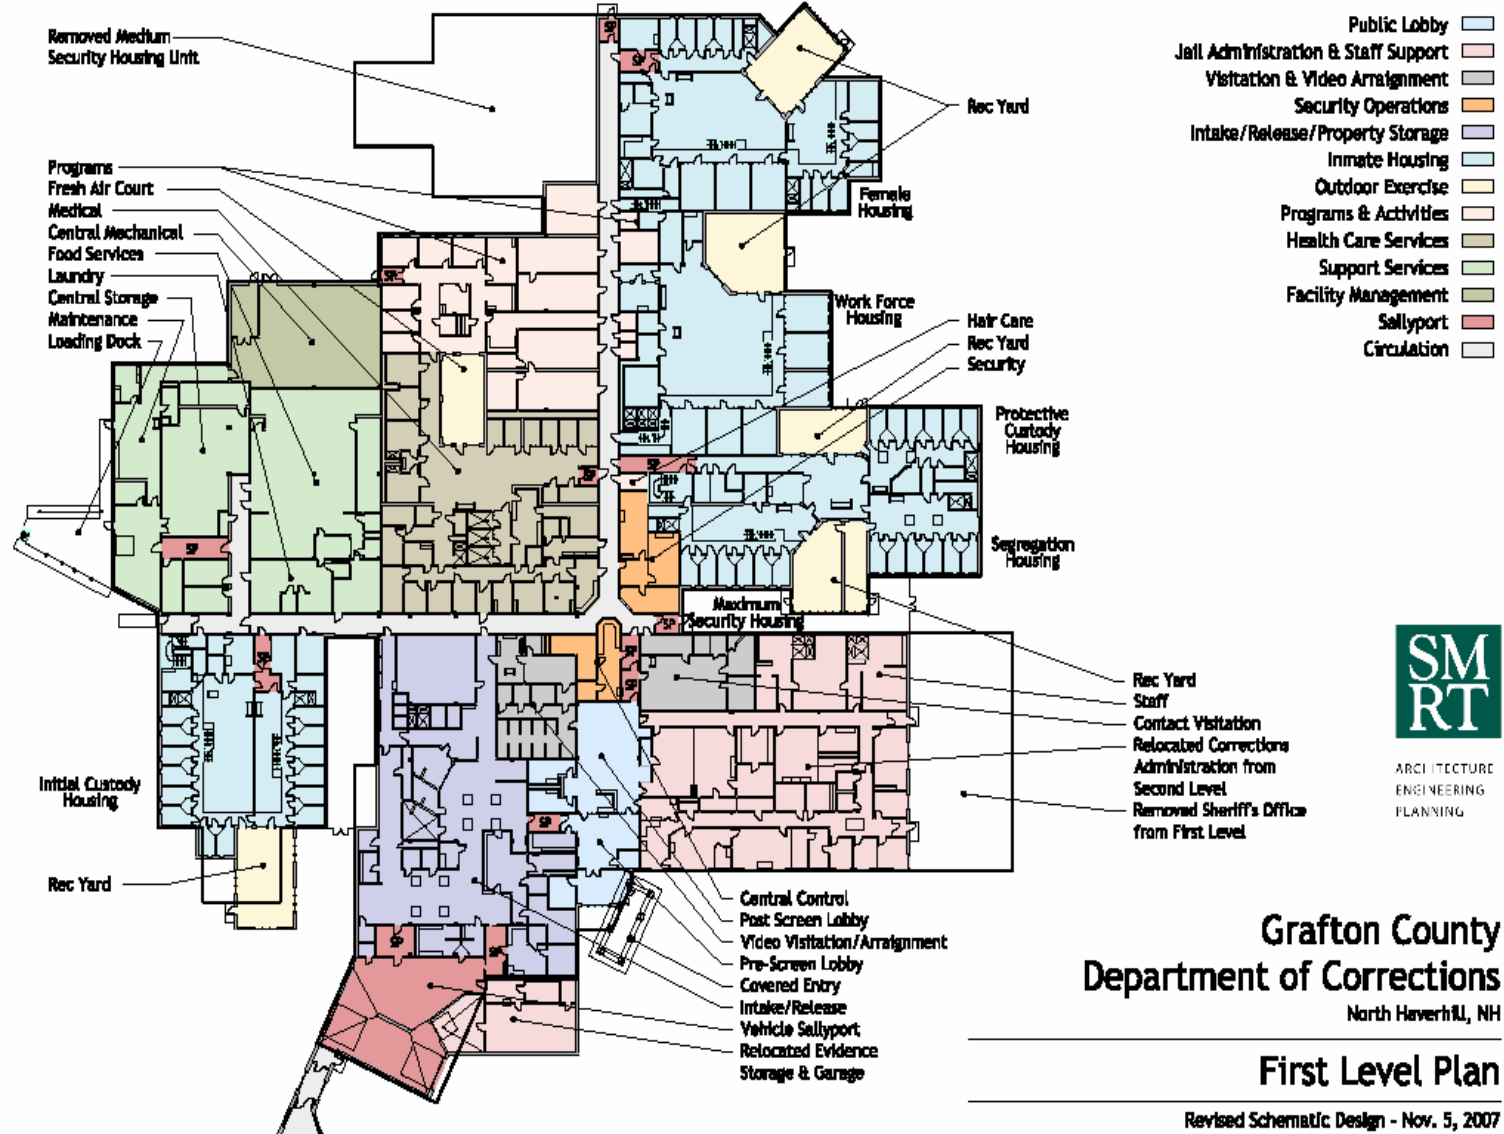 Removed Medium
Security Housing Unit
Programs
Fresh Air Court
Medical
Central Mechanical
Food Services
Laundry
Central Storage
Maintenance
Loading Dock
Rec Yard
Female
Housing
Work Force
Housing
Hair Care
Rec Yard
Security
Protective
Custody
Housing
Segregation
Housing
Maximum
Security Housing
Initial Custody
Housing
Rec Yard
Rec Yard
Staff
Contact Visitation
Relocated Corrections
Administration from
Second Level
Removed Sheriff's Office
from First Level
Central Control
Post Screen Lobby
Video Visitation/Arraignment
Pre-Screen Lobby
Covered Entry
Intake/Release
Vehicle Sallyport
Relocated Evidence
Storage & Garage
Public Lobby
Jail Administration & Staff Support
Visitation & Video Arraignment
Security Operations
Intake/Release/Property Storage
Inmate Housing
Outdoor Exercise
Programs & Activities
Health Care Services
Support Services
Facility Management
Sallyport
Circulation
SM
RT
ARCHITECTURE
ENGINEERING
PLANNING
Grafton County
Department of Corrections
North Haverhill, NH
First Level Plan
Revised Schematic Design - Nov. 5, 2007
SP
SP
SP
SP
SP
SP